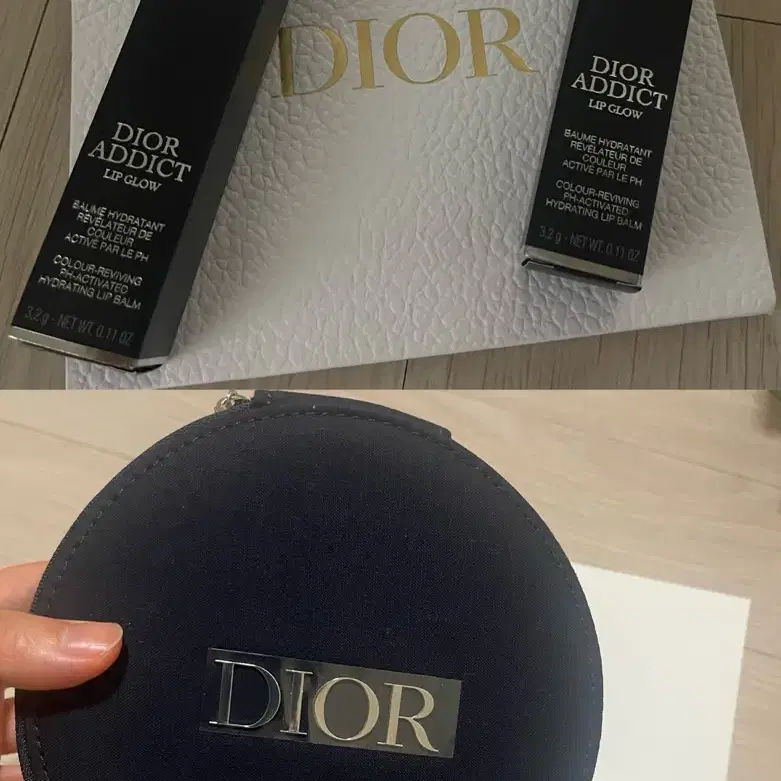 DIOR
DIOR
ADDICT
LIP GLOW
BAUME HYDRATANT
RÉVÉLATEUR DE
COULEUR
ACTIVÉ PAR LE PH
COLOUR-REVIVING
PH-ACTIVATED
HYDRATING LIP BALM
3,2 g - NET WT. 0.11 OZ
DIOR
ADDICT
LIP GLOW
BAUME HYDRATANT
RÉVÉLATEUR DE
COULEUR
ACTIVÉ PAR LE PH
COLOUR-REVIVING
PH-ACTIVATED
HYDRATING LIP BALM
3,2 g - NET WT. 0.11 OZ
DIOR